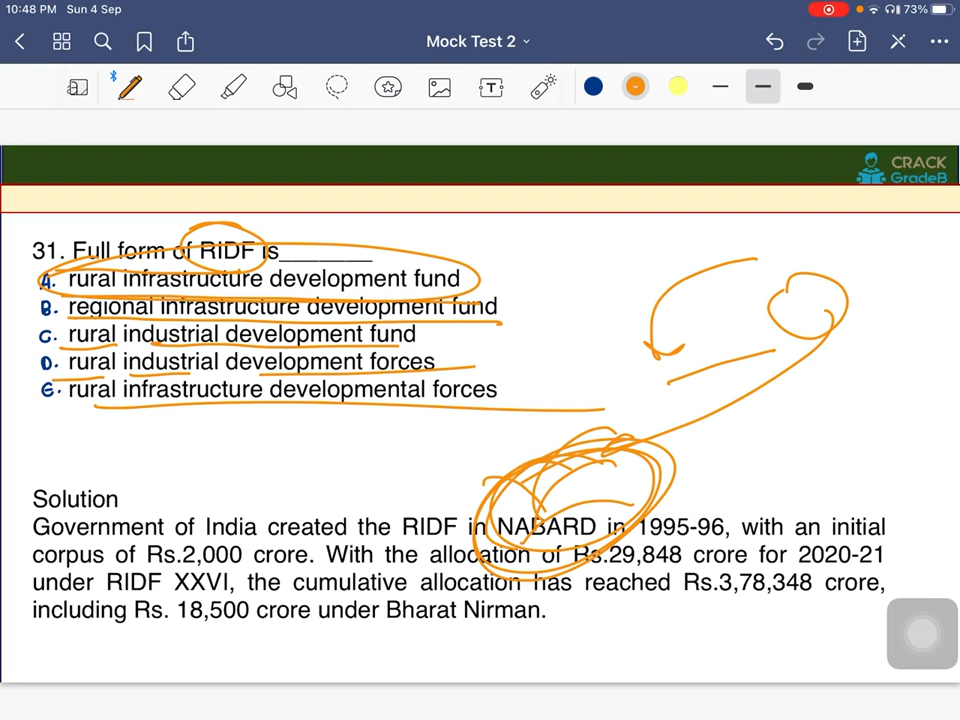 10:48 PM Sun 4 Sep
73%
Mock Test 2
T
CRACK
GradeB
31. Full form of RIDF is_______
A. rural infrastructure development fund
B. regional infrastructure development fund
C. rural industrial development fund
D. rural industrial development forces
E. rural infrastructure developmental forces
Solution
Government of India created the RIDF in NABARD in 1995-96, with an initial
corpus of Rs.2,000 crore. With the allocation of Rs.29,848 crore for 2020-21
under RIDF XXVI, the cumulative allocation has reached Rs.3,78,348 crore,
including Rs. 18,500 crore under Bharat Nirman.